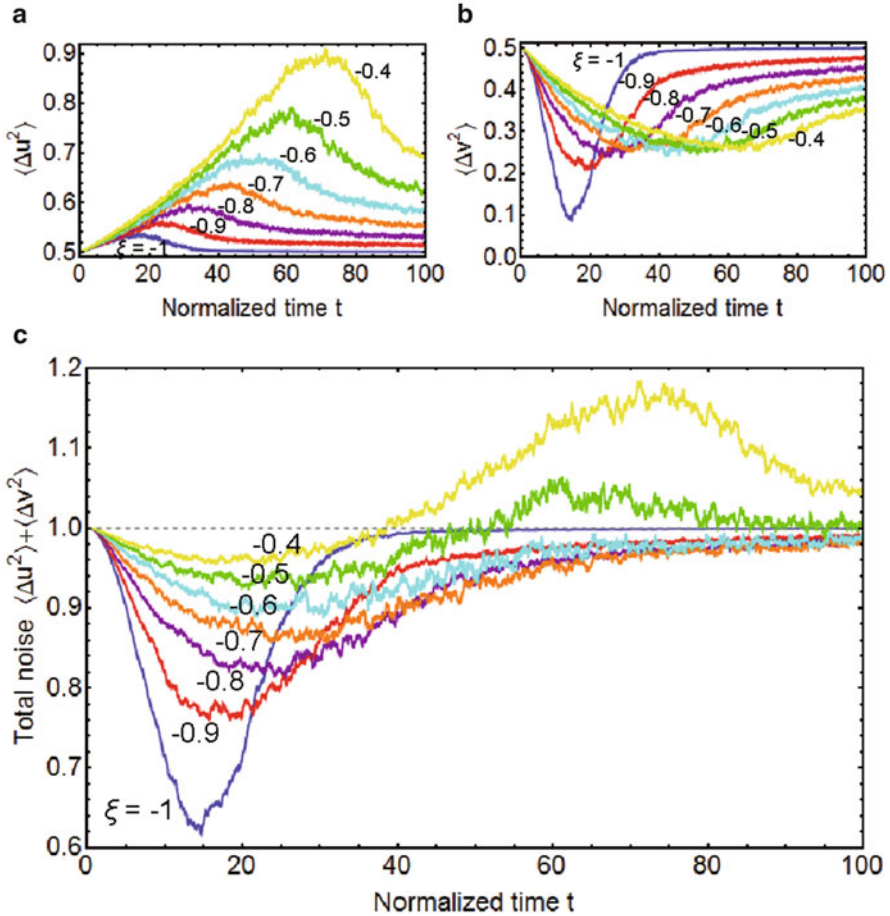 a
⟨Δu²⟩
0.9
0.8
0.7
0.6
0.5
-0.4
-0.5
-0.6
-0.7
-0.8
-0.9
ξ = -1
0 20 40 60 80 100
Normalized time t
b
⟨Δv²⟩
0.5
0.4
0.3
0.2
0.1
0.0
ξ = -1
-0.9
-0.8
-0.7
-0.6
-0.5
-0.4
0 20 40 60 80 100
Normalized time t
c
Total noise ⟨Δu²⟩+⟨Δv²⟩
1.2
1.1
1.0
0.9
0.8
0.7
0.6
-0.4
-0.5
-0.6
-0.7
-0.8
-0.9
ξ = -1
0 20 40 60 80 100
Normalized time t